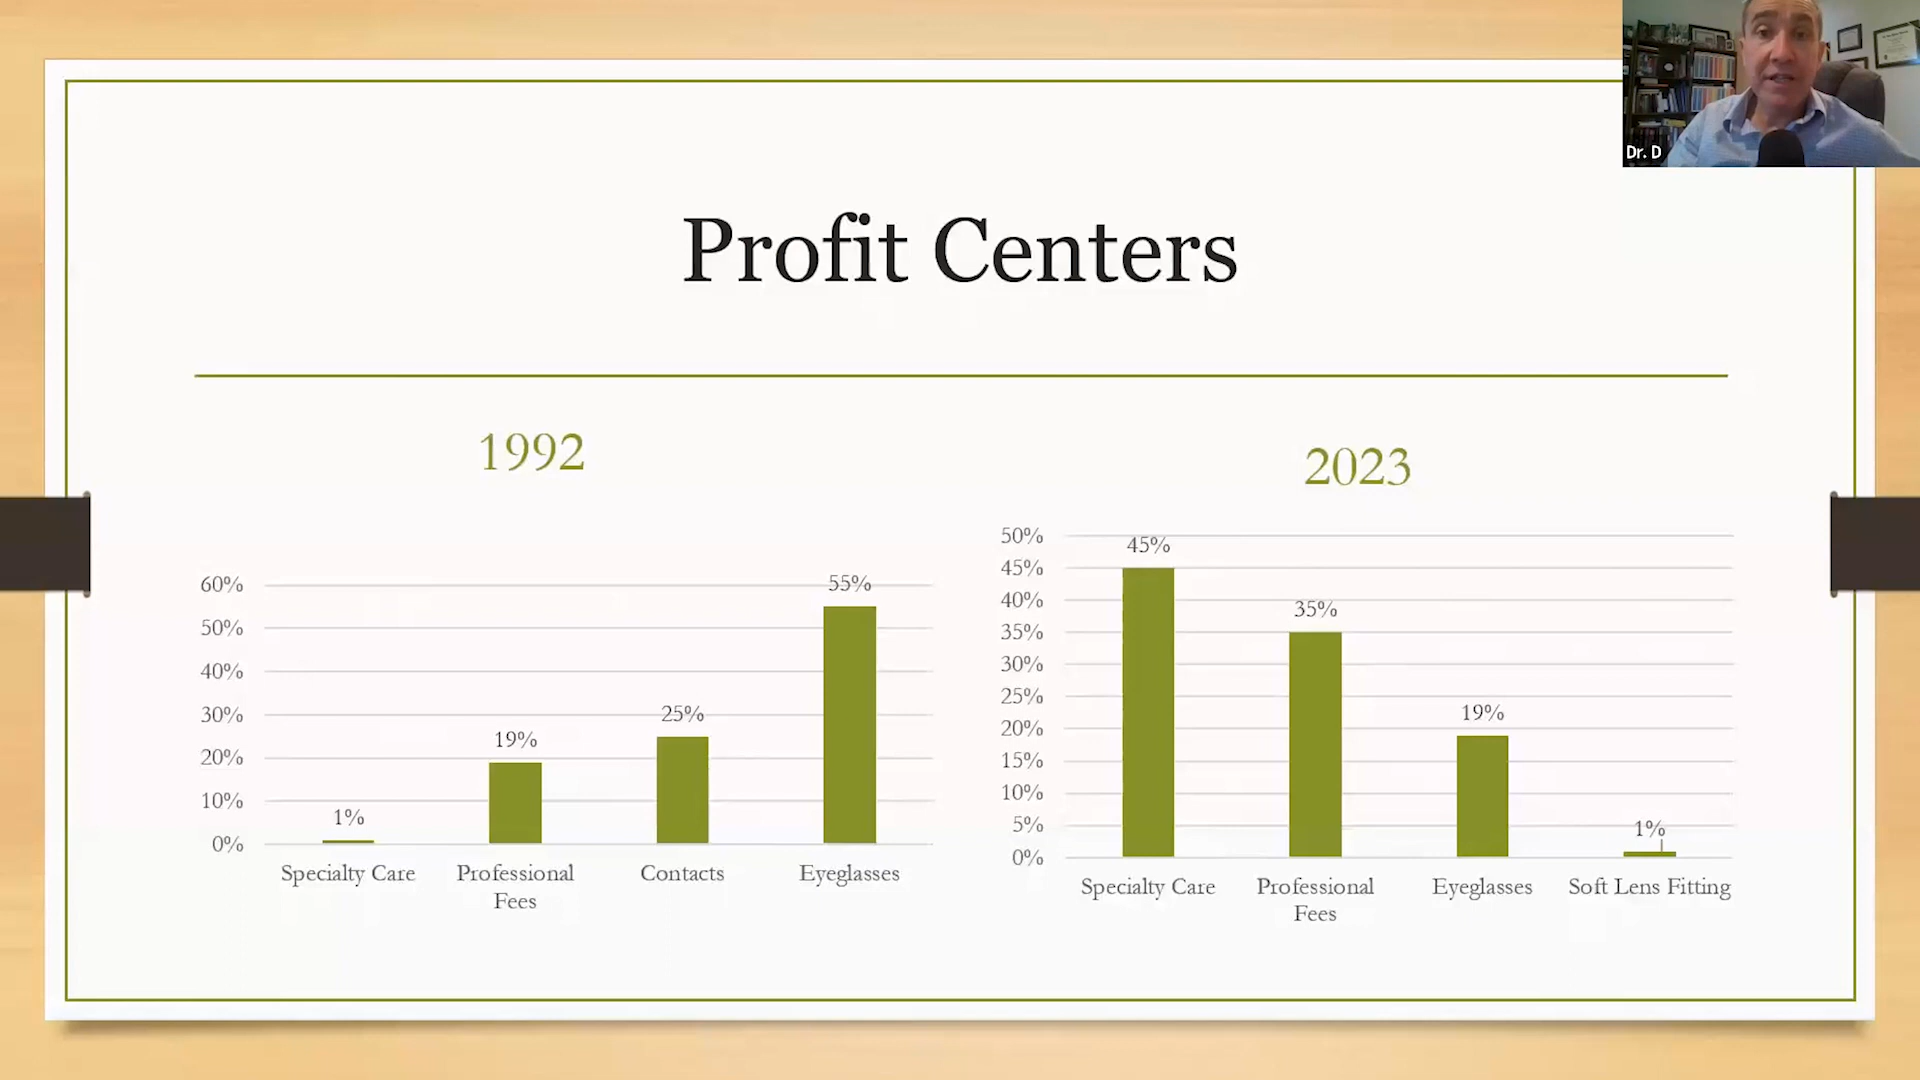 Dr. D
Profit Centers
1992
60%
50%
40%
30%
20%
10%
0%
1%
19%
25%
55%
Specialty Care
Professional
Fees
Contacts
Eyeglasses
2023
50%
45%
40%
35%
30%
25%
20%
15%
10%
5%
0%
45%
35%
19%
1%
Specialty Care
Professional
Fees
Eyeglasses
Soft Lens Fitting